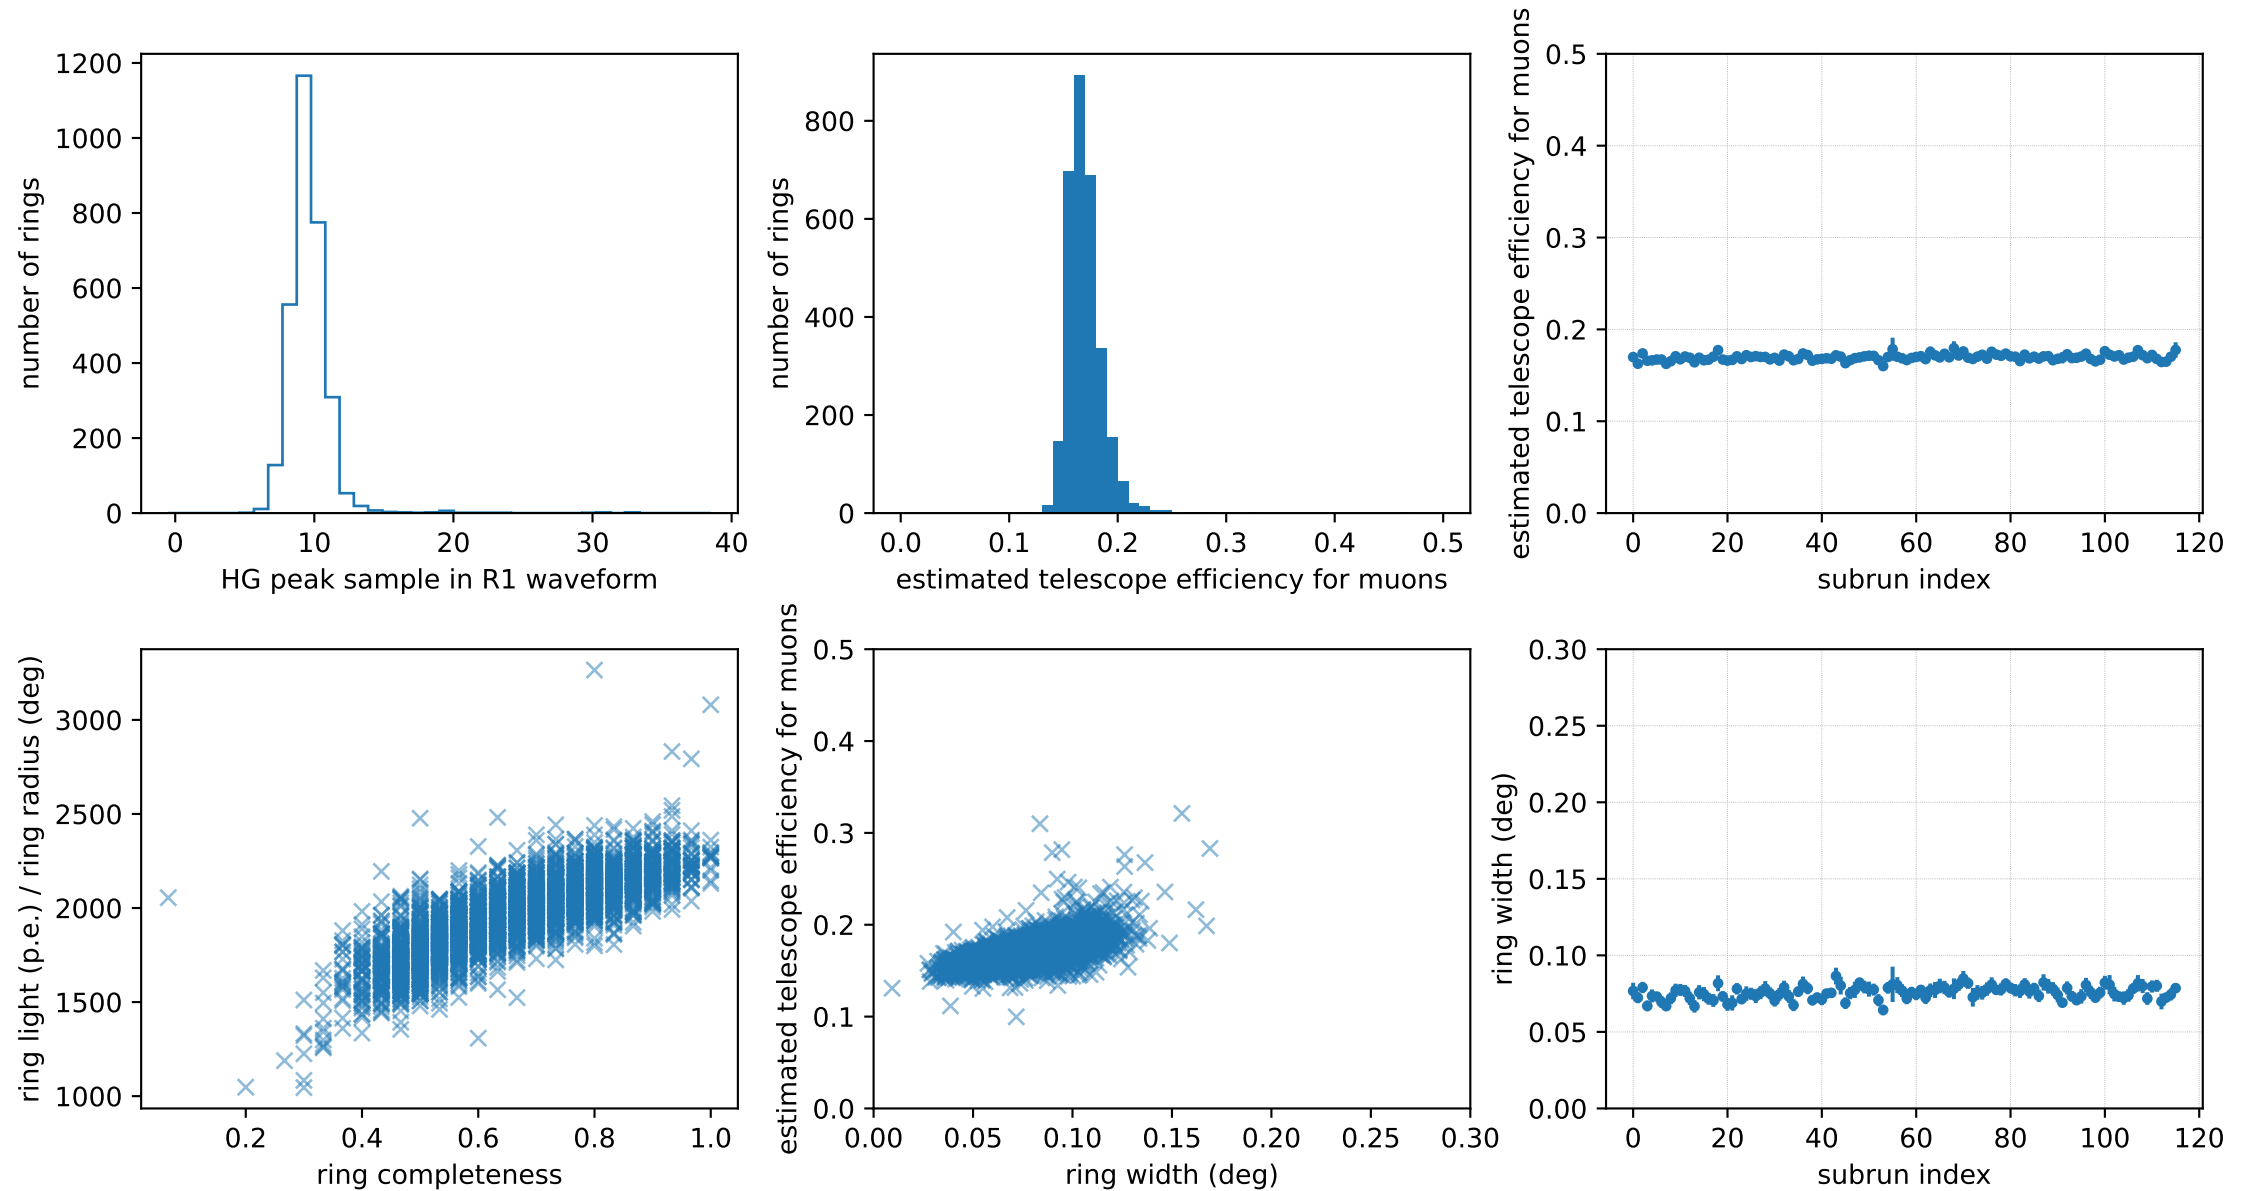 1200
1000
800
600
400
200
0
number of rings
0 10 20 30 40
HG peak sample in R1 waveform
800
600
400
200
0
number of rings
0.0 0.1 0.2 0.3 0.4 0.5
estimated telescope efficiency for muons
0.5
0.4
0.3
0.2
0.1
0.0
estimated telescope efficiency for muons
0 20 40 60 80 100 120
subrun index
3000
2500
2000
1500
1000
ring light (p.e.) / ring radius (deg)
0.2 0.4 0.6 0.8 1.0
ring completeness
0.5
0.4
0.3
0.2
0.1
0.0
estimated telescope efficiency for muons
0.00 0.05 0.10 0.15 0.20 0.25 0.30
ring width (deg)
0.30
0.25
0.20
0.15
0.10
0.05
0.00
ring width (deg)
0 20 40 60 80 100 120
subrun index